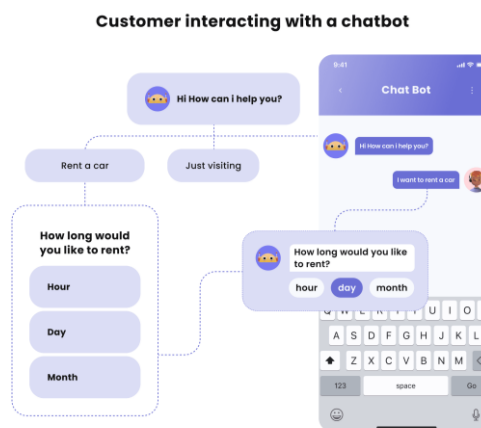 Customer interacting with a chatbot
9:41
Chat Bot
Hi How can i help you?
Hi How can i help you?
I want to rent a car
Rent a car
Just visiting
How long would
you like to rent?
Hour
Day
Month
How long would you like
to rent?
hour day month
U I O
A S D F G H J K L
Z X C V B N M
123 space Go